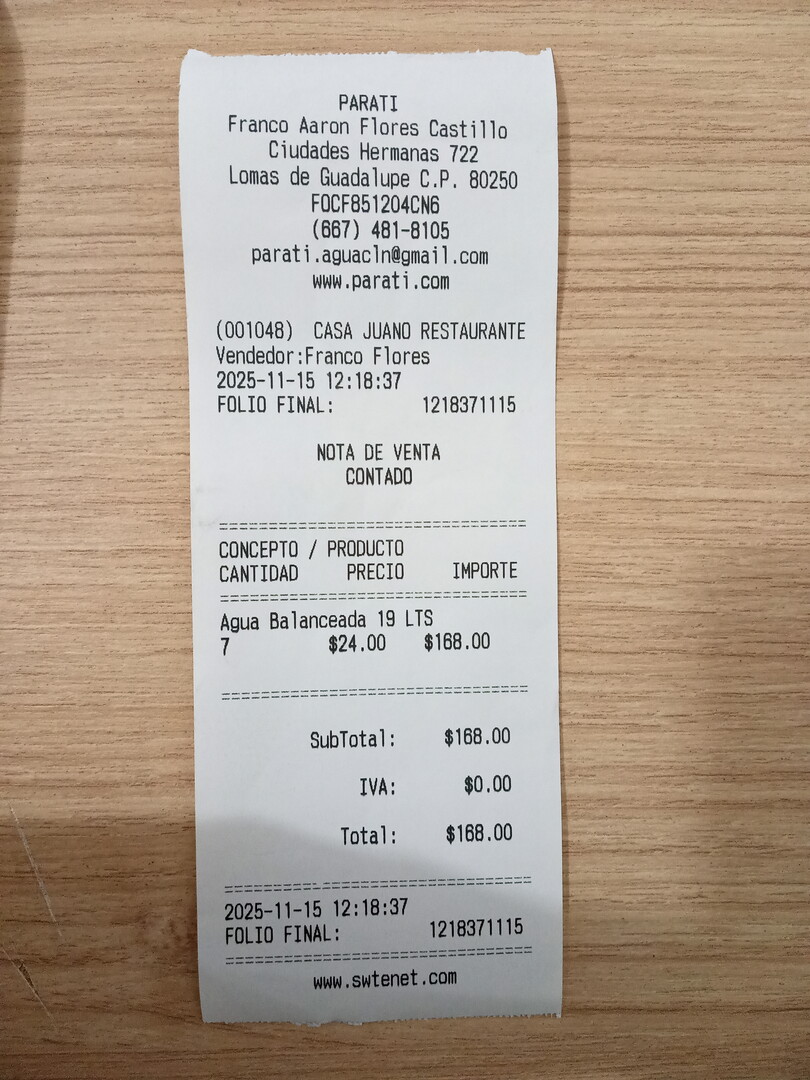 PARATI
Franco Aaron Flores Castillo
Ciudades Hermanas 722
Lomas de Guadalupe C.P. 80250
FOCF851204CN6
(667) 481-8105
parati.aguacln@gmail.com
www.parati.com
(001048) CASA JUANO RESTAURANTE
Vendedor:Franco Flores
2025-11-15 12:18:37
FOLIO FINAL: 1218371115
NOTA DE VENTA
CONTADO
CONCEPTO / PRODUCTO
CANTIDAD PRECIO IMPORTE
Agua Balanceada 19 LTS
7 $24.00 $168.00
SubTotal: $168.00
IVA: $0.00
Total: $168.00
2025-11-15 12:18:37
FOLIO FINAL: 1218371115
www.swtenet.com